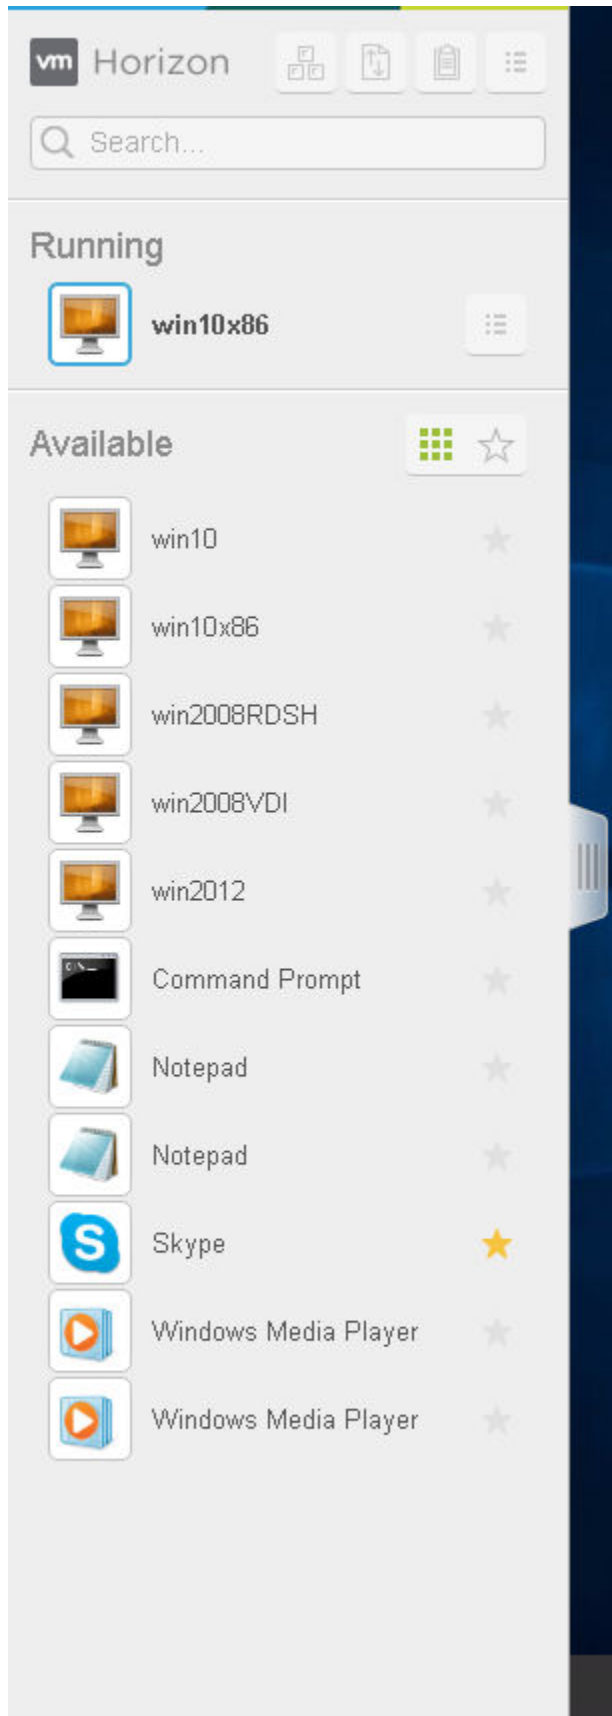 vm Horizon
Search...
Running
win10x86
Available
win10
win10x86
win2008RDSH
win2008VDI
win2012
Command Prompt
Notepad
Notepad
Skype
Windows Media Player
Windows Media Player